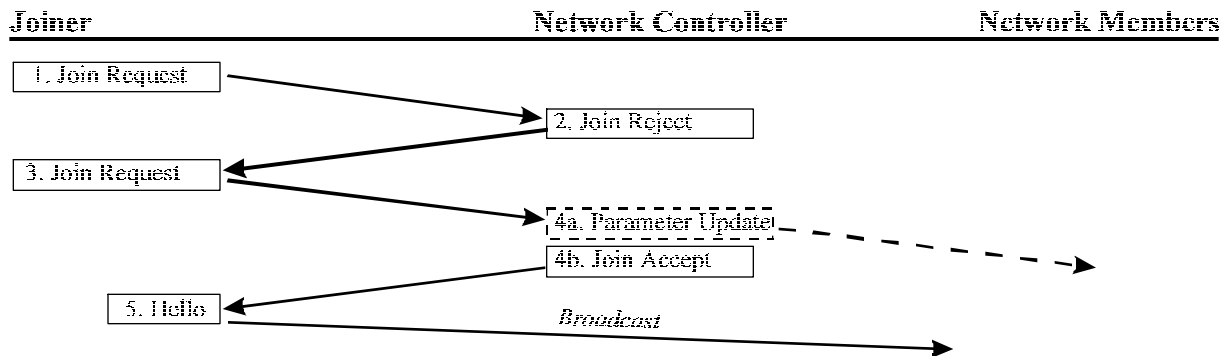 Joiner Network Controller Network Members
1. Join Request
2. Join Reject
3. Join Request
4a. Parameter Update
4b. Join Accept
5. Hello
Broadcast